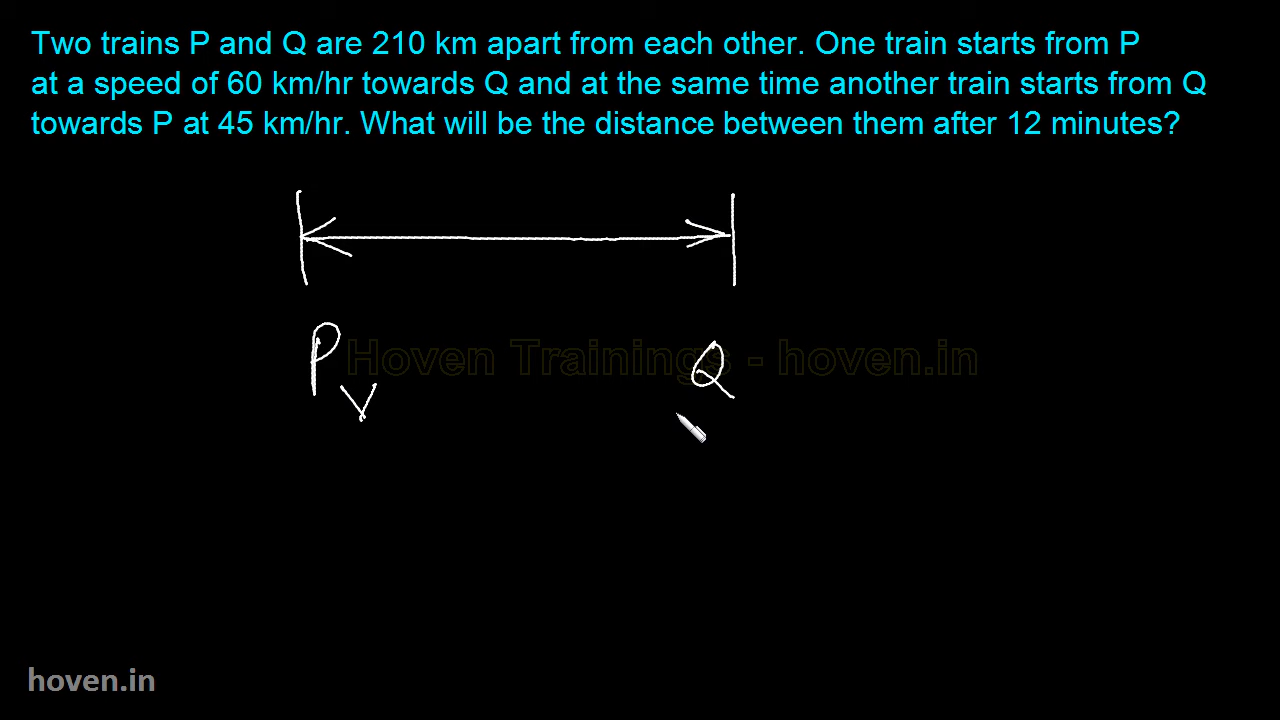 Two trains P and Q are 210 km apart from each other. One train starts from P
at a speed of 60 km/hr towards Q and at the same time another train starts from Q
towards P at 45 km/hr. What will be the distance between them after 12 minutes?
P Hoven Trainings - hoven.in Q
V
hoven.in